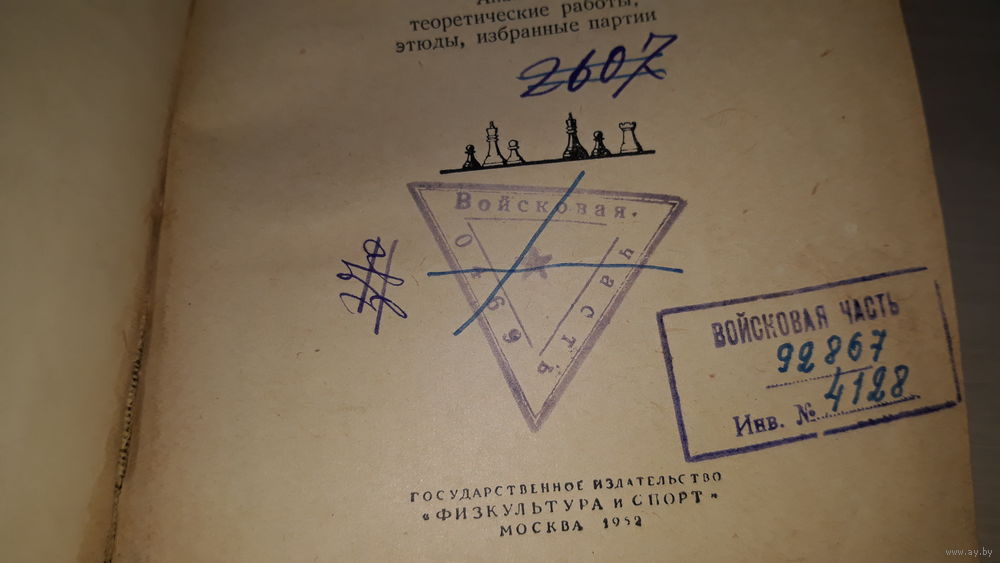 теоретические работы,
этюды, избранные партии
2607
Войсковая
часть
ВОЙСКОВАЯ ЧАСТЬ
92867
4128
Инв. №
ГОСУДАРСТВЕННОЕ ИЗДАТЕЛЬСТВО
«ФИЗКУЛЬТУРА и СПОРТ»
МОСКВА 1952
www.ay.by